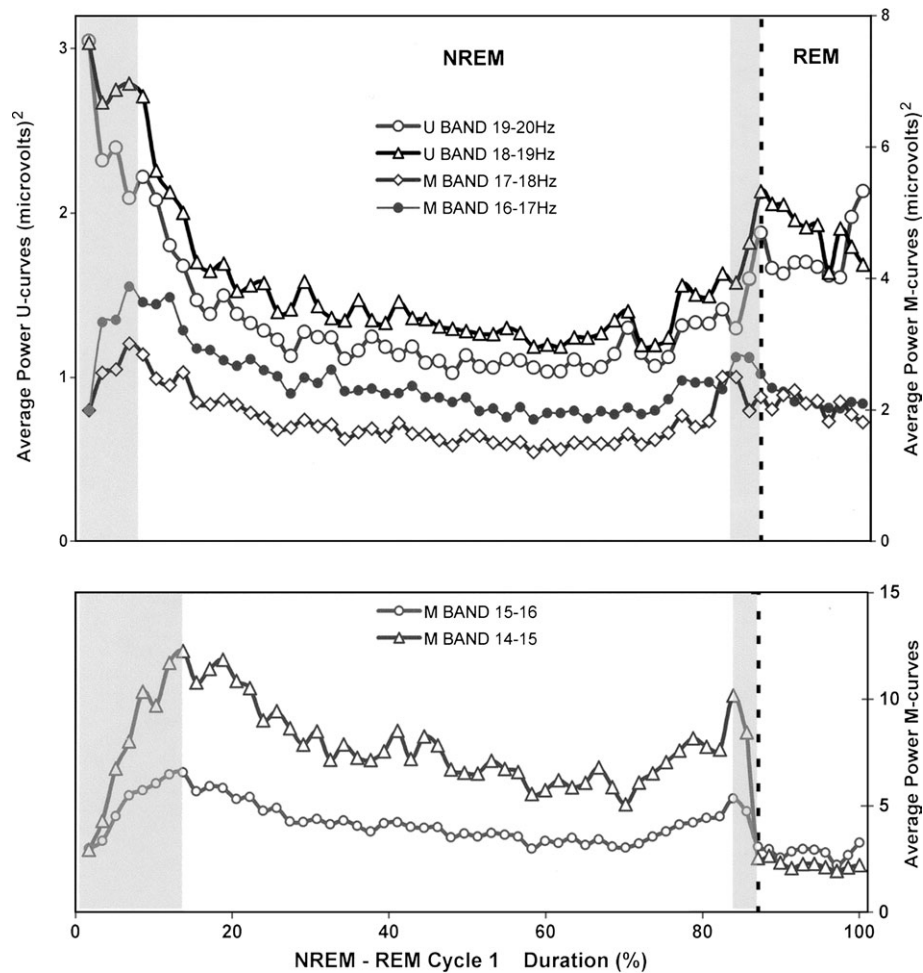 NREM
REM
U BAND 19-20Hz
U BAND 18-19Hz
M BAND 17-18Hz
M BAND 16-17Hz
Average Power U-curves (microvolts)²
3
2
1
0
Average Power M-curves (microvolts)²
8
6
4
2
0
M BAND 15-16
M BAND 14-15
Average Power M-curves
15
10
5
0
0 20 40 60 80 100
NREM - REM Cycle 1 Duration (%)